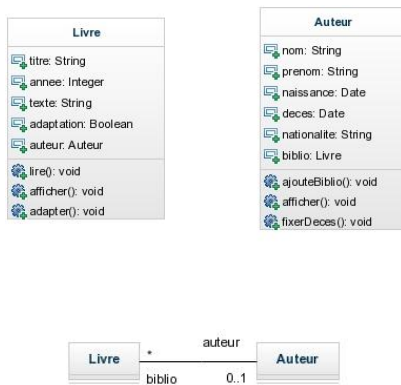 Livre
titre: String
annee: Integer
texte: String
adaptation: Boolean
auteur: Auteur
lire(): void
afficher(): void
adapter(): void
Auteur
nom: String
prenom: String
naissance: Date
deces: Date
nationalite: String
biblio: Livre
ajouteBiblio(): void
afficher(): void
fixerDeces(): void
Livre
*
auteur
biblio
0..1
Auteur